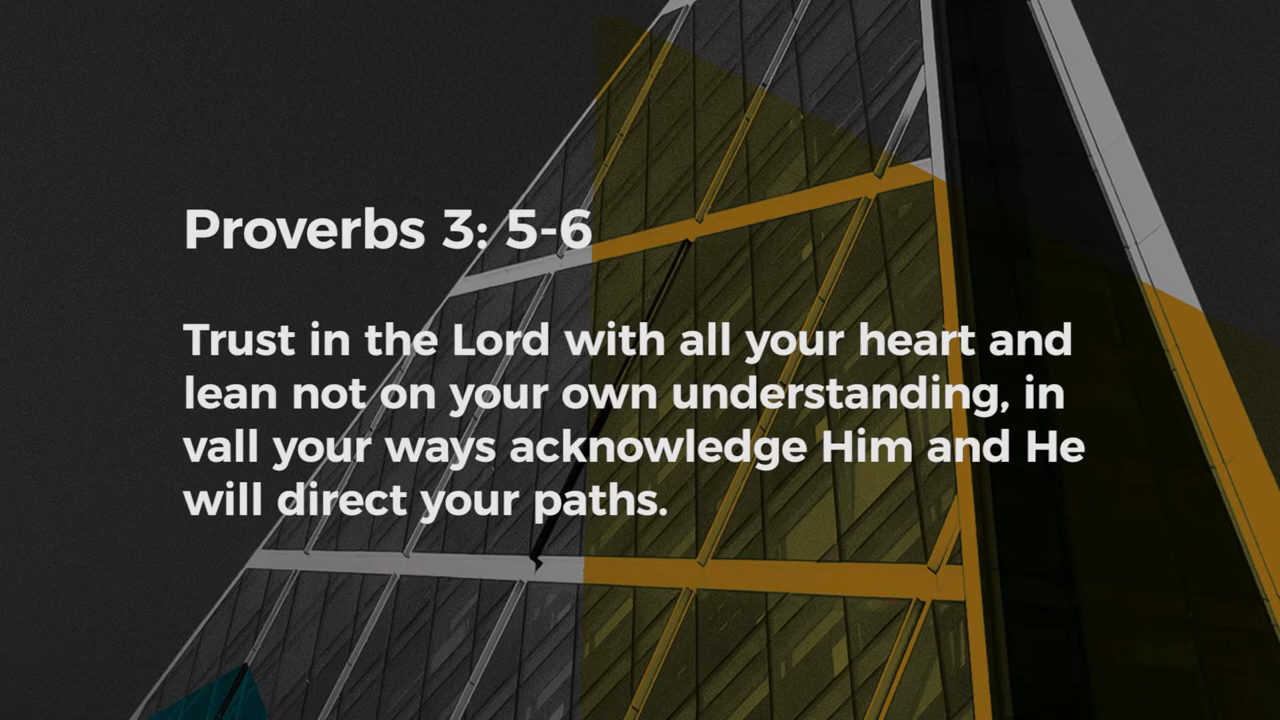 Proverbs 3: 5-6
Trust in the Lord with all your heart and
lean not on your own understanding, in
vall your ways acknowledge Him and He
will direct your paths.